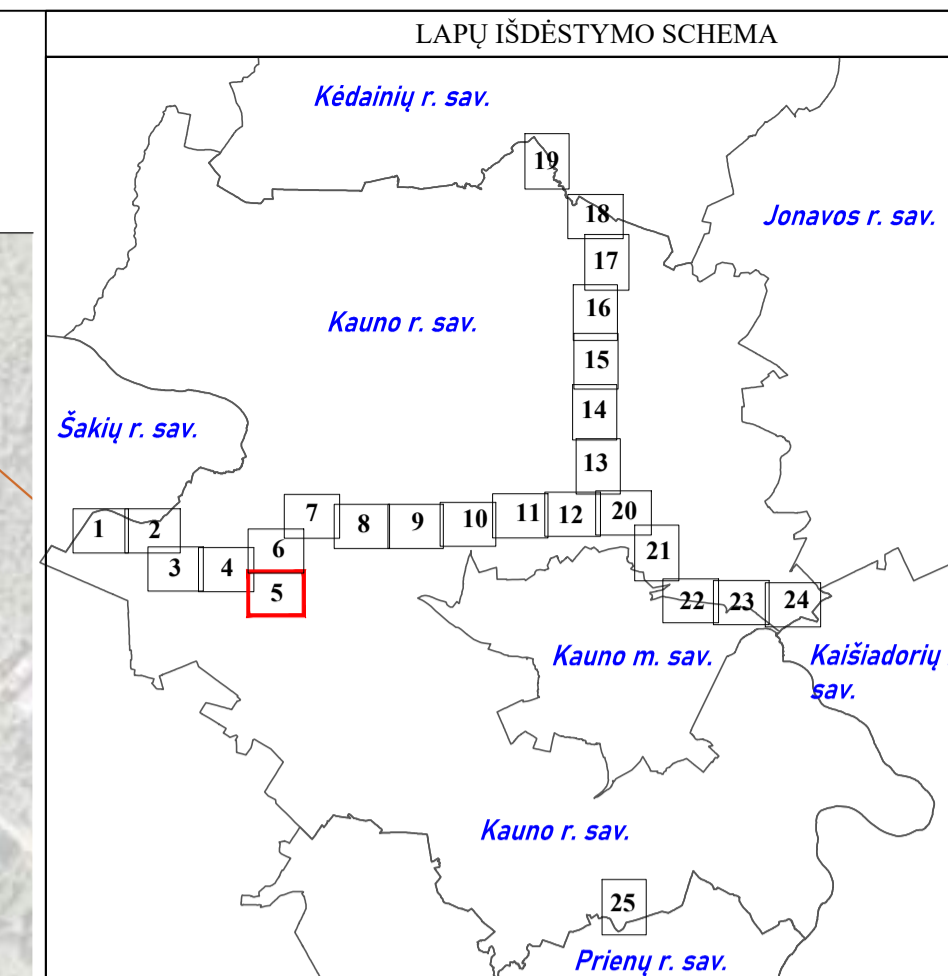 LAPŲ IŠDĖSTYMO SCHEMA
Kėdainių r. sav.
19
18
Jonavos r. sav.
17
16
Kauno r. sav.
15
14
Šakių r. sav.
13
7
8
9
10
11
12
20
1
2
6
21
3
4
5
22
23
24
Kauno m. sav.
Kaišiadorių
sav.
Kauno r. sav.
25
Prienų r. sav.